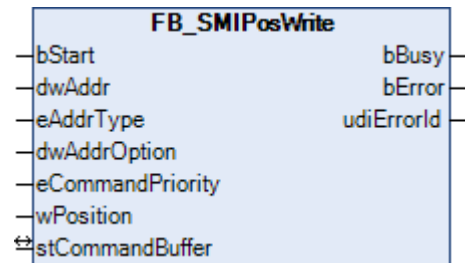 FB_SMIPosWrite
bStart bBusy
dwAddr bError
eAddrType udiErrorId
dwAddrOption
eCommandPriority
wPosition
stCommandBuffer